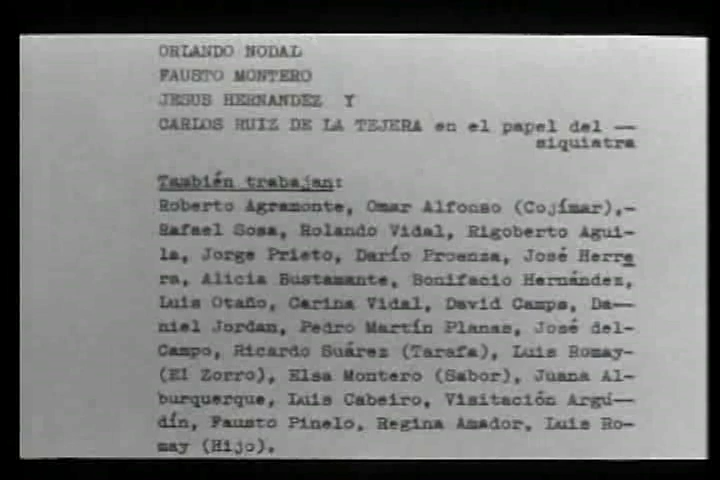 ORLANDO NODAL
FAUSTO MONTERO
JESUS HERNANDEZ Y
CARLOS RUIZ DE LA TEJERA en el papel del —
siquiatra
También trabajan:
Roberto Agramonte, Omar Alfonso (Cojímar),-
Rafael Sosa, Rolando Vidal, Rigoberto Agui-
la, Jorge Prieto, Darío Proenza, José Herre
ra, Alicia Bustamante, Bonifacio Hernández,
Luis Otaño, Carina Vidal, David Camps, Da—
niel Jordan, Pedro Martín Planas, José del-
Campo, Ricardo Suárez (Tarafa), Luis Romay-
(El Zorro), Elsa Montero (Sabor), Juana Al-
burquerque, Luis Cabeiro, Visitación Argú—
dín, Fausto Pinelo, Regina Amador, Luis Ro-
may (Hijo).